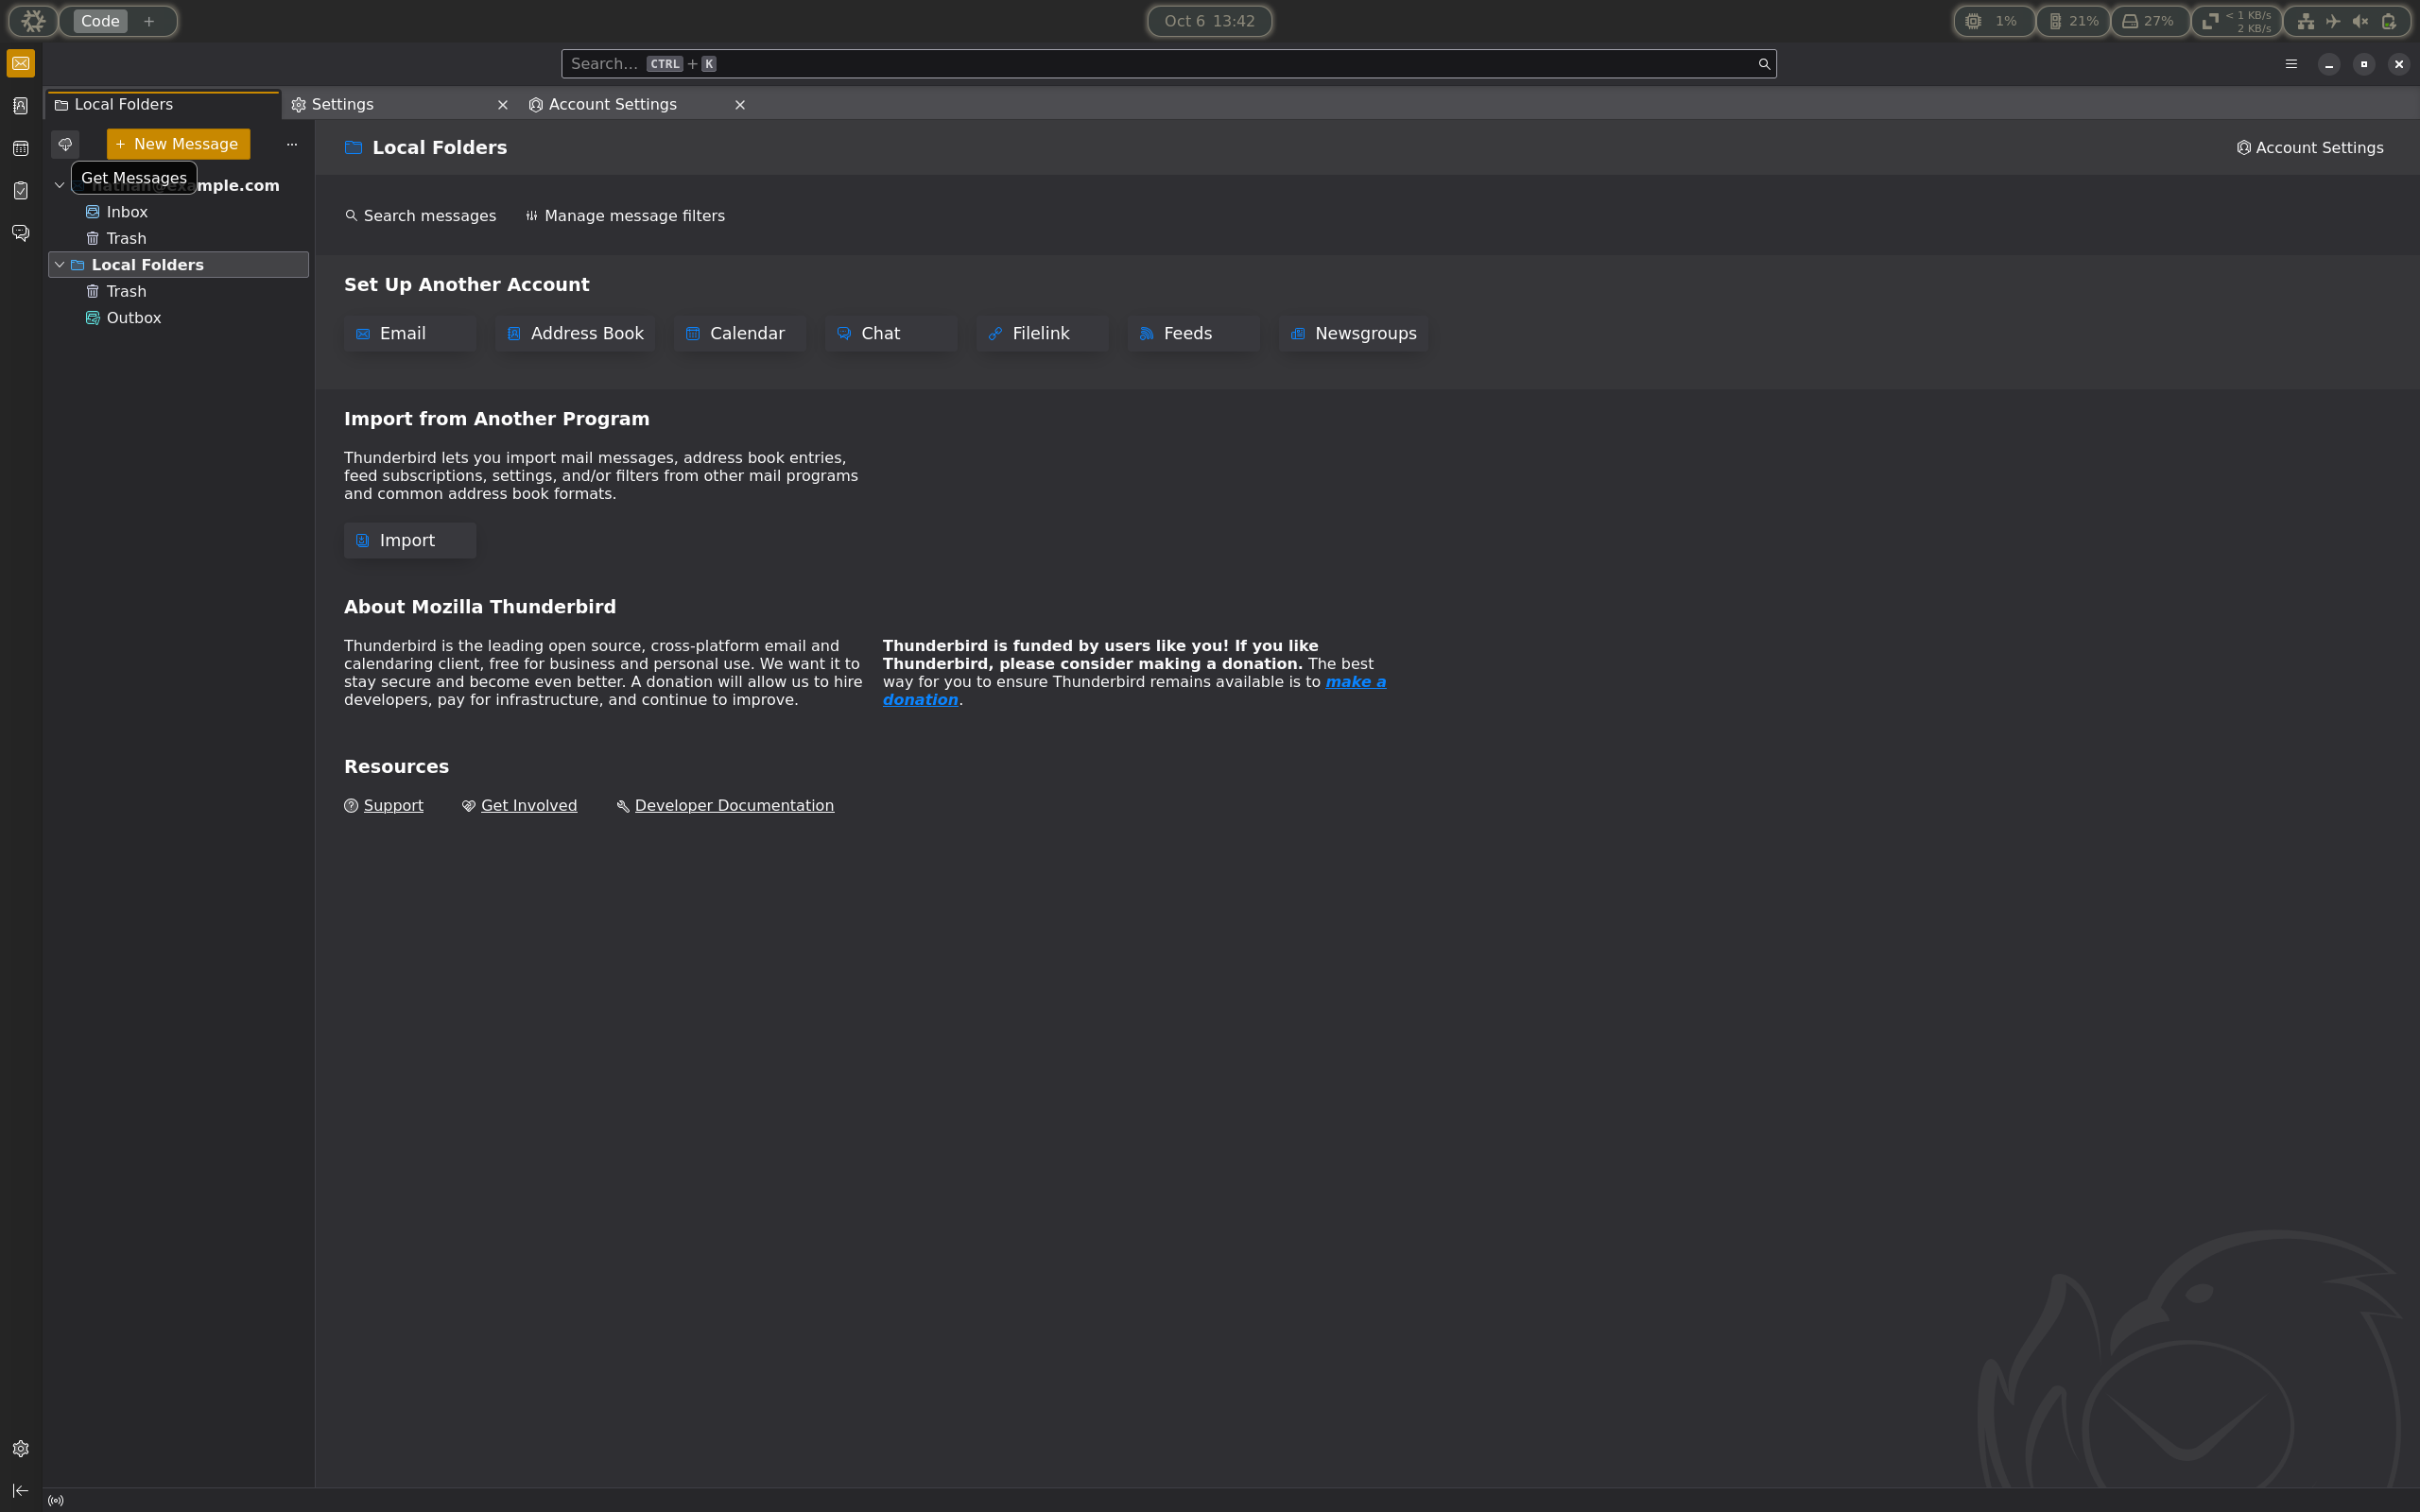 Code +
Oct 6 13:42
1%
21%
27%
< 1 KB/s
2 KB/s
Search... CTRL + K
Local Folders
Settings
Account Settings
+ New Message
Get Messages
mple.com
Inbox
Trash
Local Folders
Trash
Outbox
Local Folders
Account Settings
Search messages
Manage message filters
Set Up Another Account
Email
Address Book
Calendar
Chat
Filelink
Feeds
Newsgroups
Import from Another Program
Thunderbird lets you import mail messages, address book entries,
feed subscriptions, settings, and/or filters from other mail programs
and common address book formats.
Import
About Mozilla Thunderbird
Thunderbird is the leading open source, cross-platform email and
calendaring client, free for business and personal use. We want it to
stay secure and become even better. A donation will allow us to hire
developers, pay for infrastructure, and continue to improve.
Thunderbird is funded by users like you! If you like
Thunderbird, please consider making a donation. The best
way for you to ensure Thunderbird remains available is to make a
donation.
Resources
Support
Get Involved
Developer Documentation